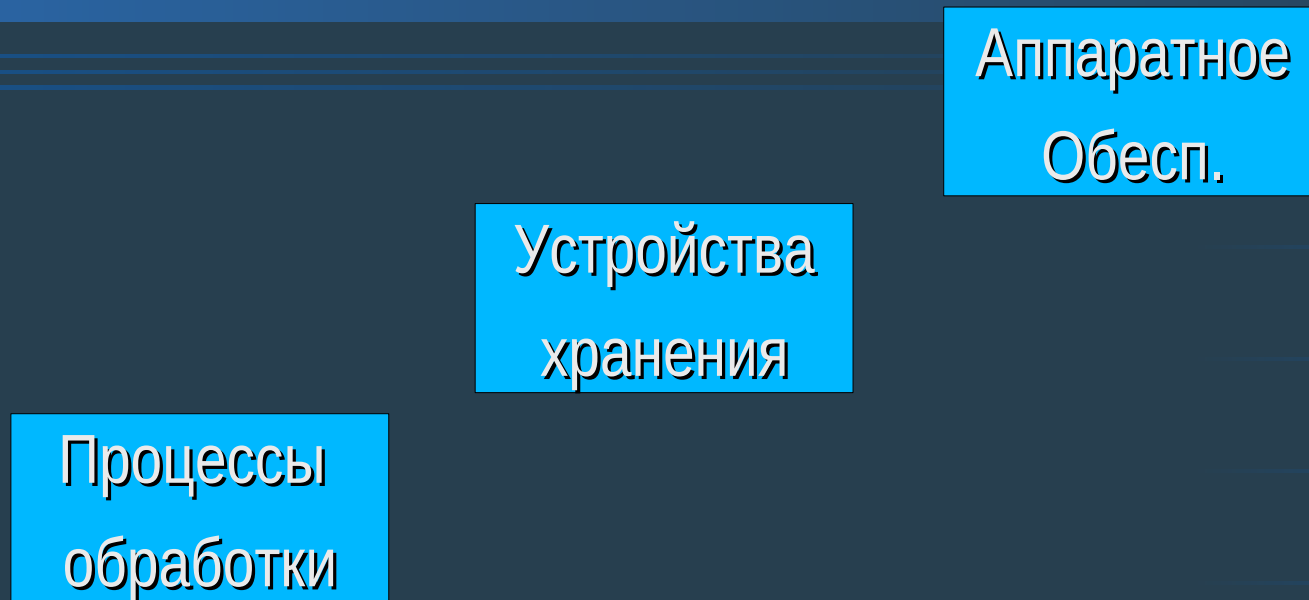 Аппаратное
Обесп.
Устройства
хранения
Процессы
обработки